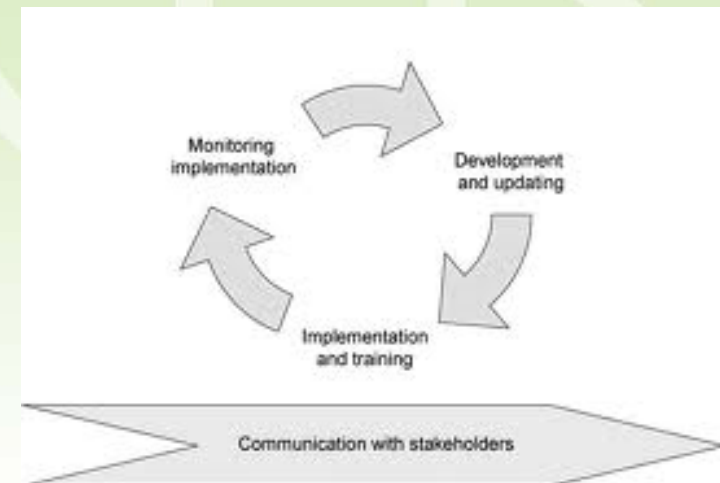 Monitoring
implementation
Development
and updating
Implementation
and training
Communication with stakeholders